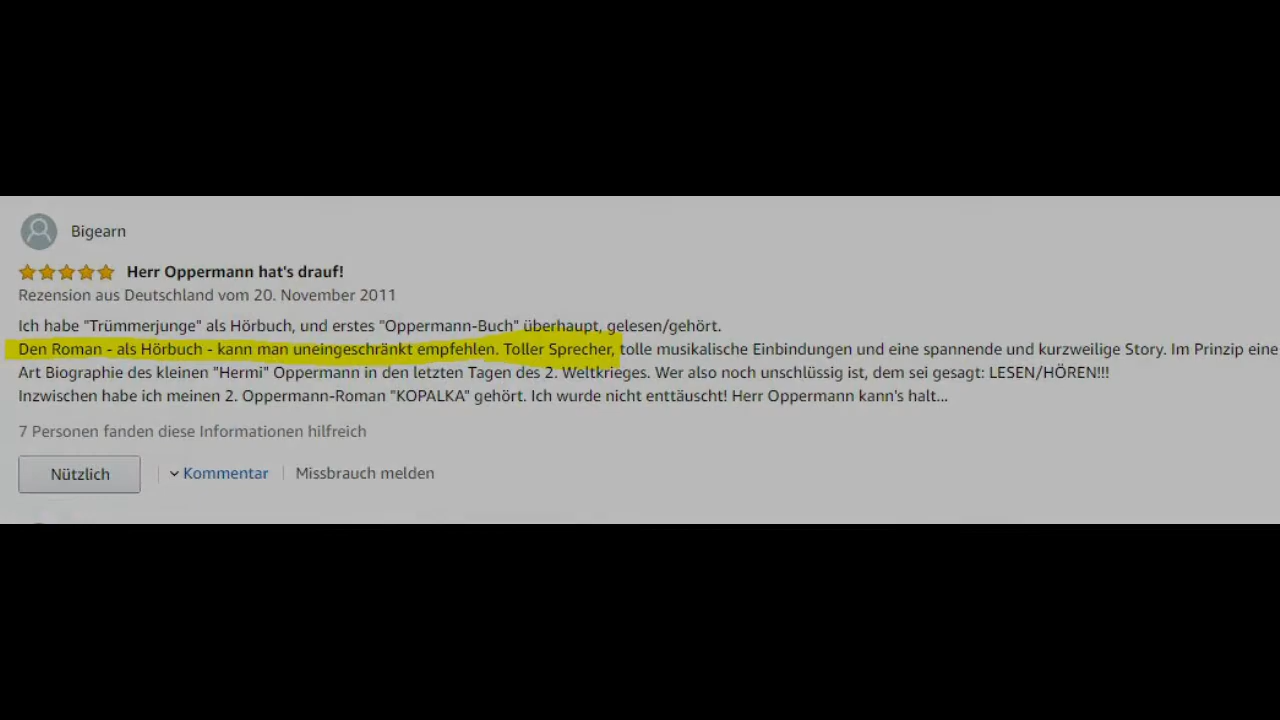 Bigearn
Herr Oppermann hat's drauf!
Rezension aus Deutschland vom 20. November 2011
Ich habe "Trümmerjunge" als Hörbuch, und erstes "Oppermann-Buch" überhaupt, gelesen/gehört.
Den Roman - als Hörbuch - kann man uneingeschränkt empfehlen. Toller Sprecher, tolle musikalische Einbindungen und eine spannende und kurzweilige Story. Im Prinzip eine
Art Biographie des kleinen "Hermi" Oppermann in den letzten Tagen des 2. Weltkrieges. Wer also noch unschlüssig ist, dem sei gesagt: LESEN/HÖREN!!!
Inzwischen habe ich meinen 2. Oppermann-Roman "KOPALKA" gehört. Ich wurde nicht enttäuscht! Herr Oppermann kann's halt...
7 Personen fanden diese Informationen hilfreich
Nützlich Kommentar Missbrauch melden